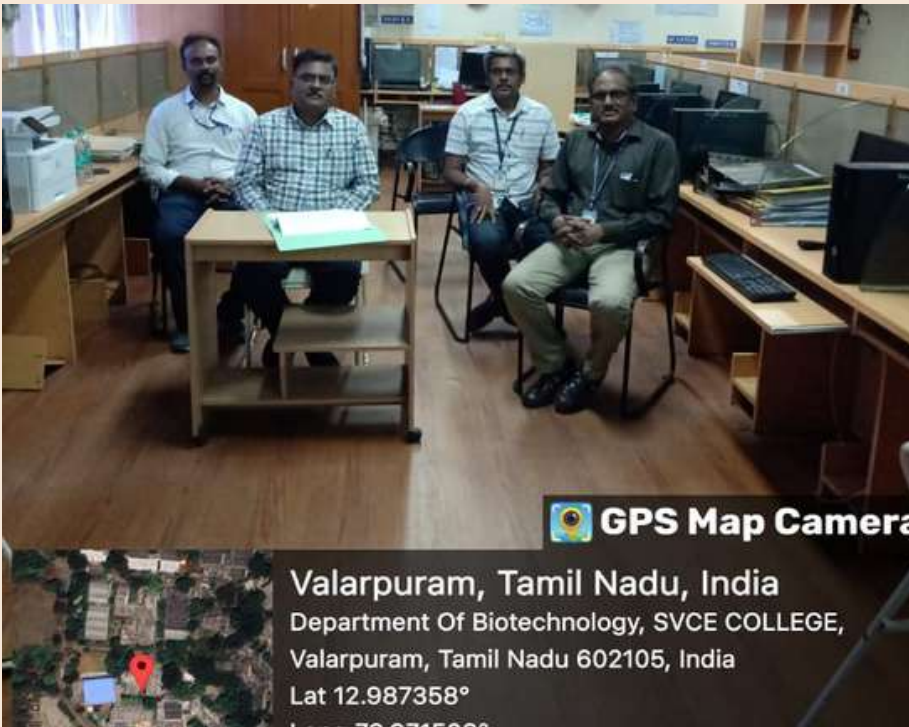 GPS Map Camera
Valarpuram, Tamil Nadu, India
Department Of Biotechnology, SVCE COLLEGE,
Valarpuram, Tamil Nadu 602105, India
Lat 12.987358°